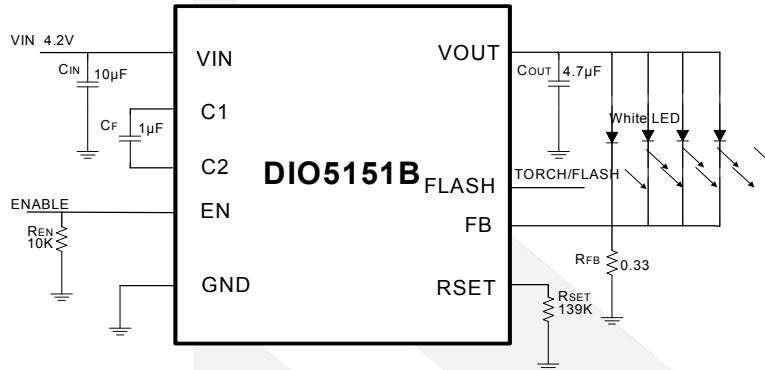 VIN 4.2V
CIN 10µF
VIN
VOUT
COUT 4.7µF
C1
CF 1µF
C2
White LED
DIO5151B
FLASH
TORCH/FLASH
ENABLE
EN
FB
REN
10K
RFB 0.33
GND
RSET
RSET
139K